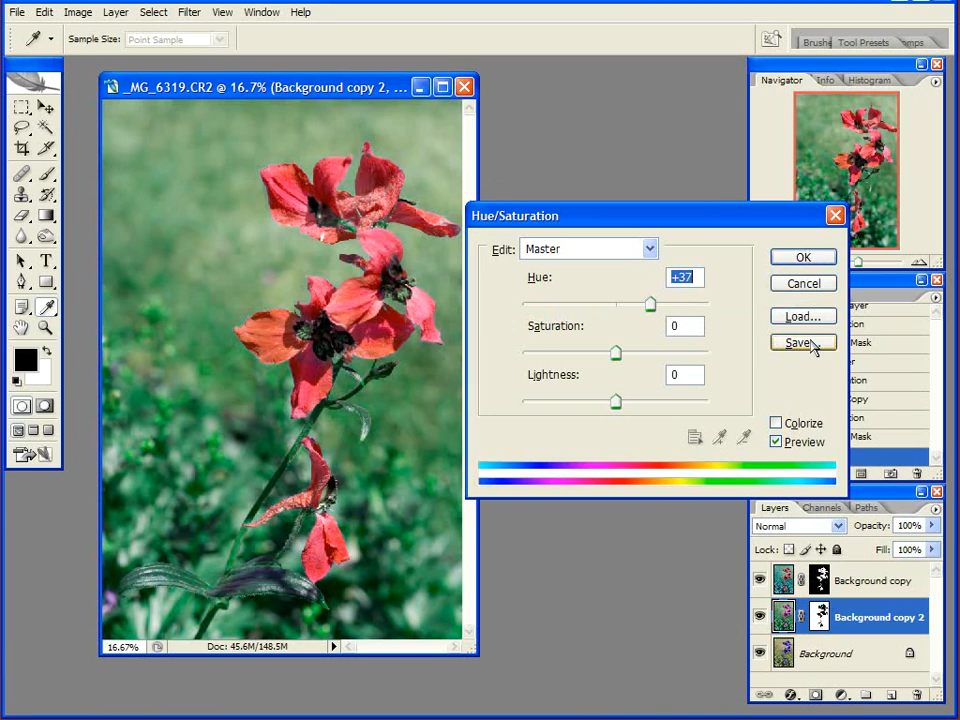 File Edit Image Layer Select Filter View Window Help
Sample Size: Point Sample
Tool Presets
_MG_6319.CR2 @ 16.7% (Background copy 2, ...
Navigator Info Histogram
Hue/Saturation
Edit: Master
OK
Hue: +37
Cancel
Load...
Saturation: 0
Save...
Lightness: 0
Colorize
Preview
T
16.67% Doc: 45.6M/148.5M
Mask
Copy
Mask
Layers Channels Paths
Normal Opacity: 100%
Lock: Fill: 100%
Background copy
Background copy 2
Background